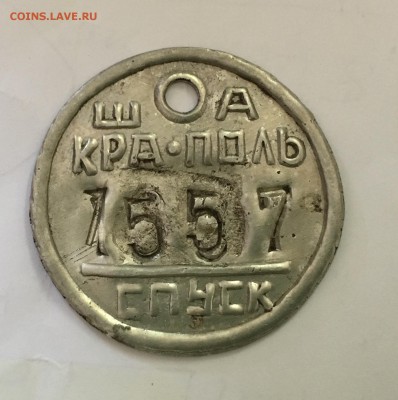 COINS.LAVE.RU
Ш О А
КРА·ПОЛЬ
1557
СПУСК